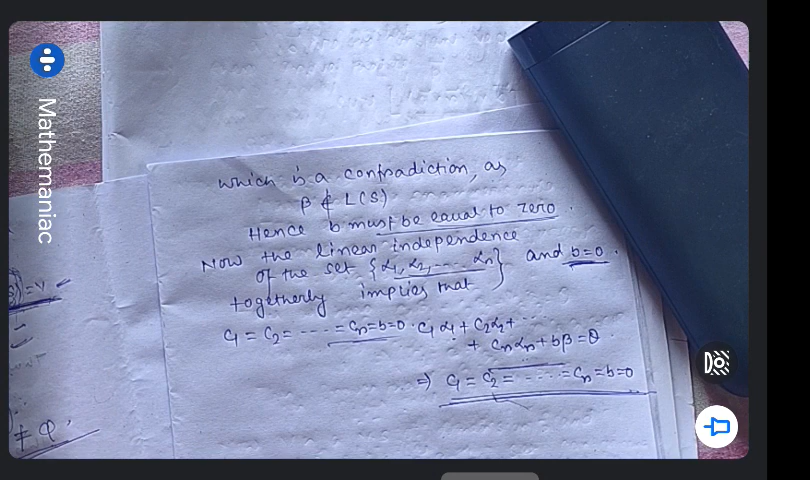 Mathemaniac
which is a contradiction, as
β ∉ L(S)
Hence b must be equal to zero.
Now the linear independence
of the set {α₁, α₂, .... αₙ} and b=0.
togetherly implies that
c₁ = c₂ = ---- = cₙ=b=0. c₁α₁ + c₂α₂+ ...
+ cₙαₙ + bβ = θ
⇒ c₁ = c₂ = ..... = cₙ = b = 0
≠ φ.